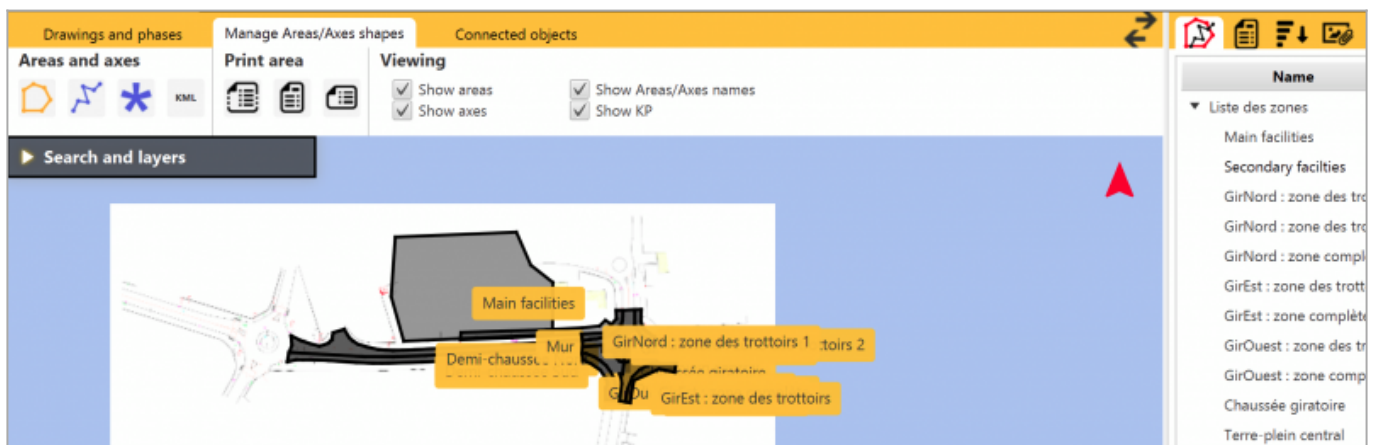 Drawings and phases
Manage Areas/Axes shapes
Connected objects
Areas and axes
Print area
Viewing
KML
Show areas
Show Areas/Axes names
Show axes
Show KP
Search and layers
Main facilities
GirNord : zone des trottoirs 1
ttoirs 2
Mur
Demi-chaussée
giratoire
GirEst : zone des trottoirs
Name
Liste des zones
Main facilities
Secondary facilties
GirNord : zone des tro
GirNord : zone des tro
GirNord : zone compl
GirEst : zone des trott
GirEst : zone complèt
GirOuest : zone des tr
GirOuest : zone comp
Chaussée giratoire
Terre-plein central